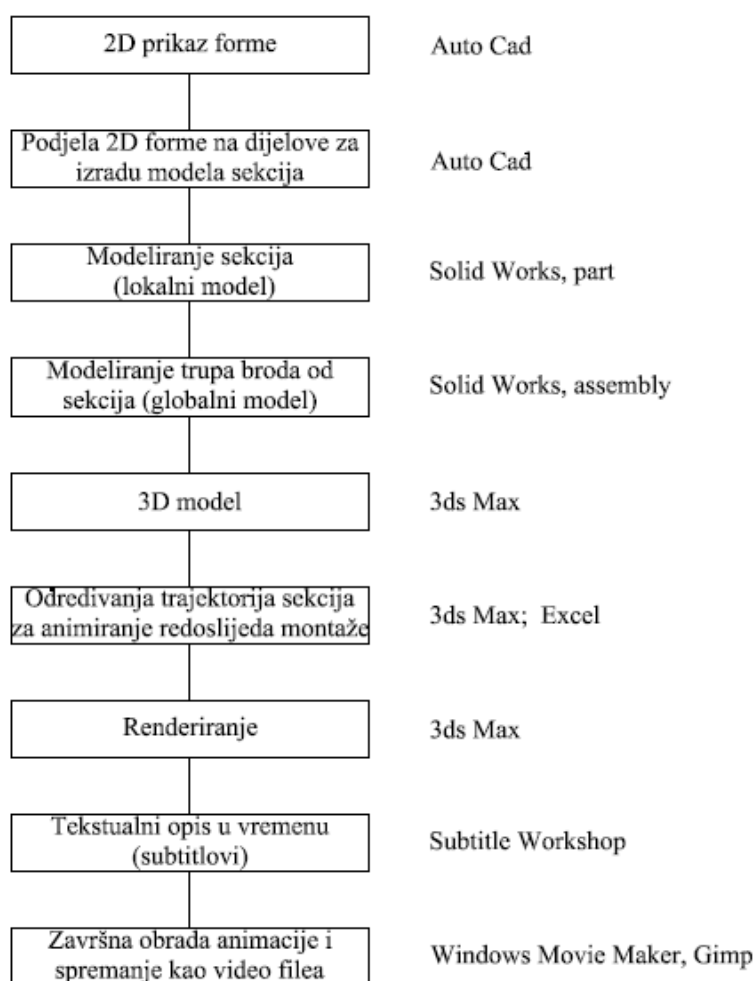 2D prikaz forme
Auto Cad
Podjela 2D forme na dijelove za
izradu modela sekcija
Auto Cad
Modeliranje sekcija
(lokalni model)
Solid Works, part
Modeliranje trupa broda od
sekcija (globalni model)
Solid Works, assembly
3D model
3ds Max
Određivanja trajektorija sekcija
za animiranje redoslijeda montaže
3ds Max;  Excel
Renderiranje
3ds Max
Tekstualni opis u vremenu
(subtitlovi)
Subtitle Workshop
Završna obrada animacije i
spremanje kao video filea
Windows Movie Maker, Gimp